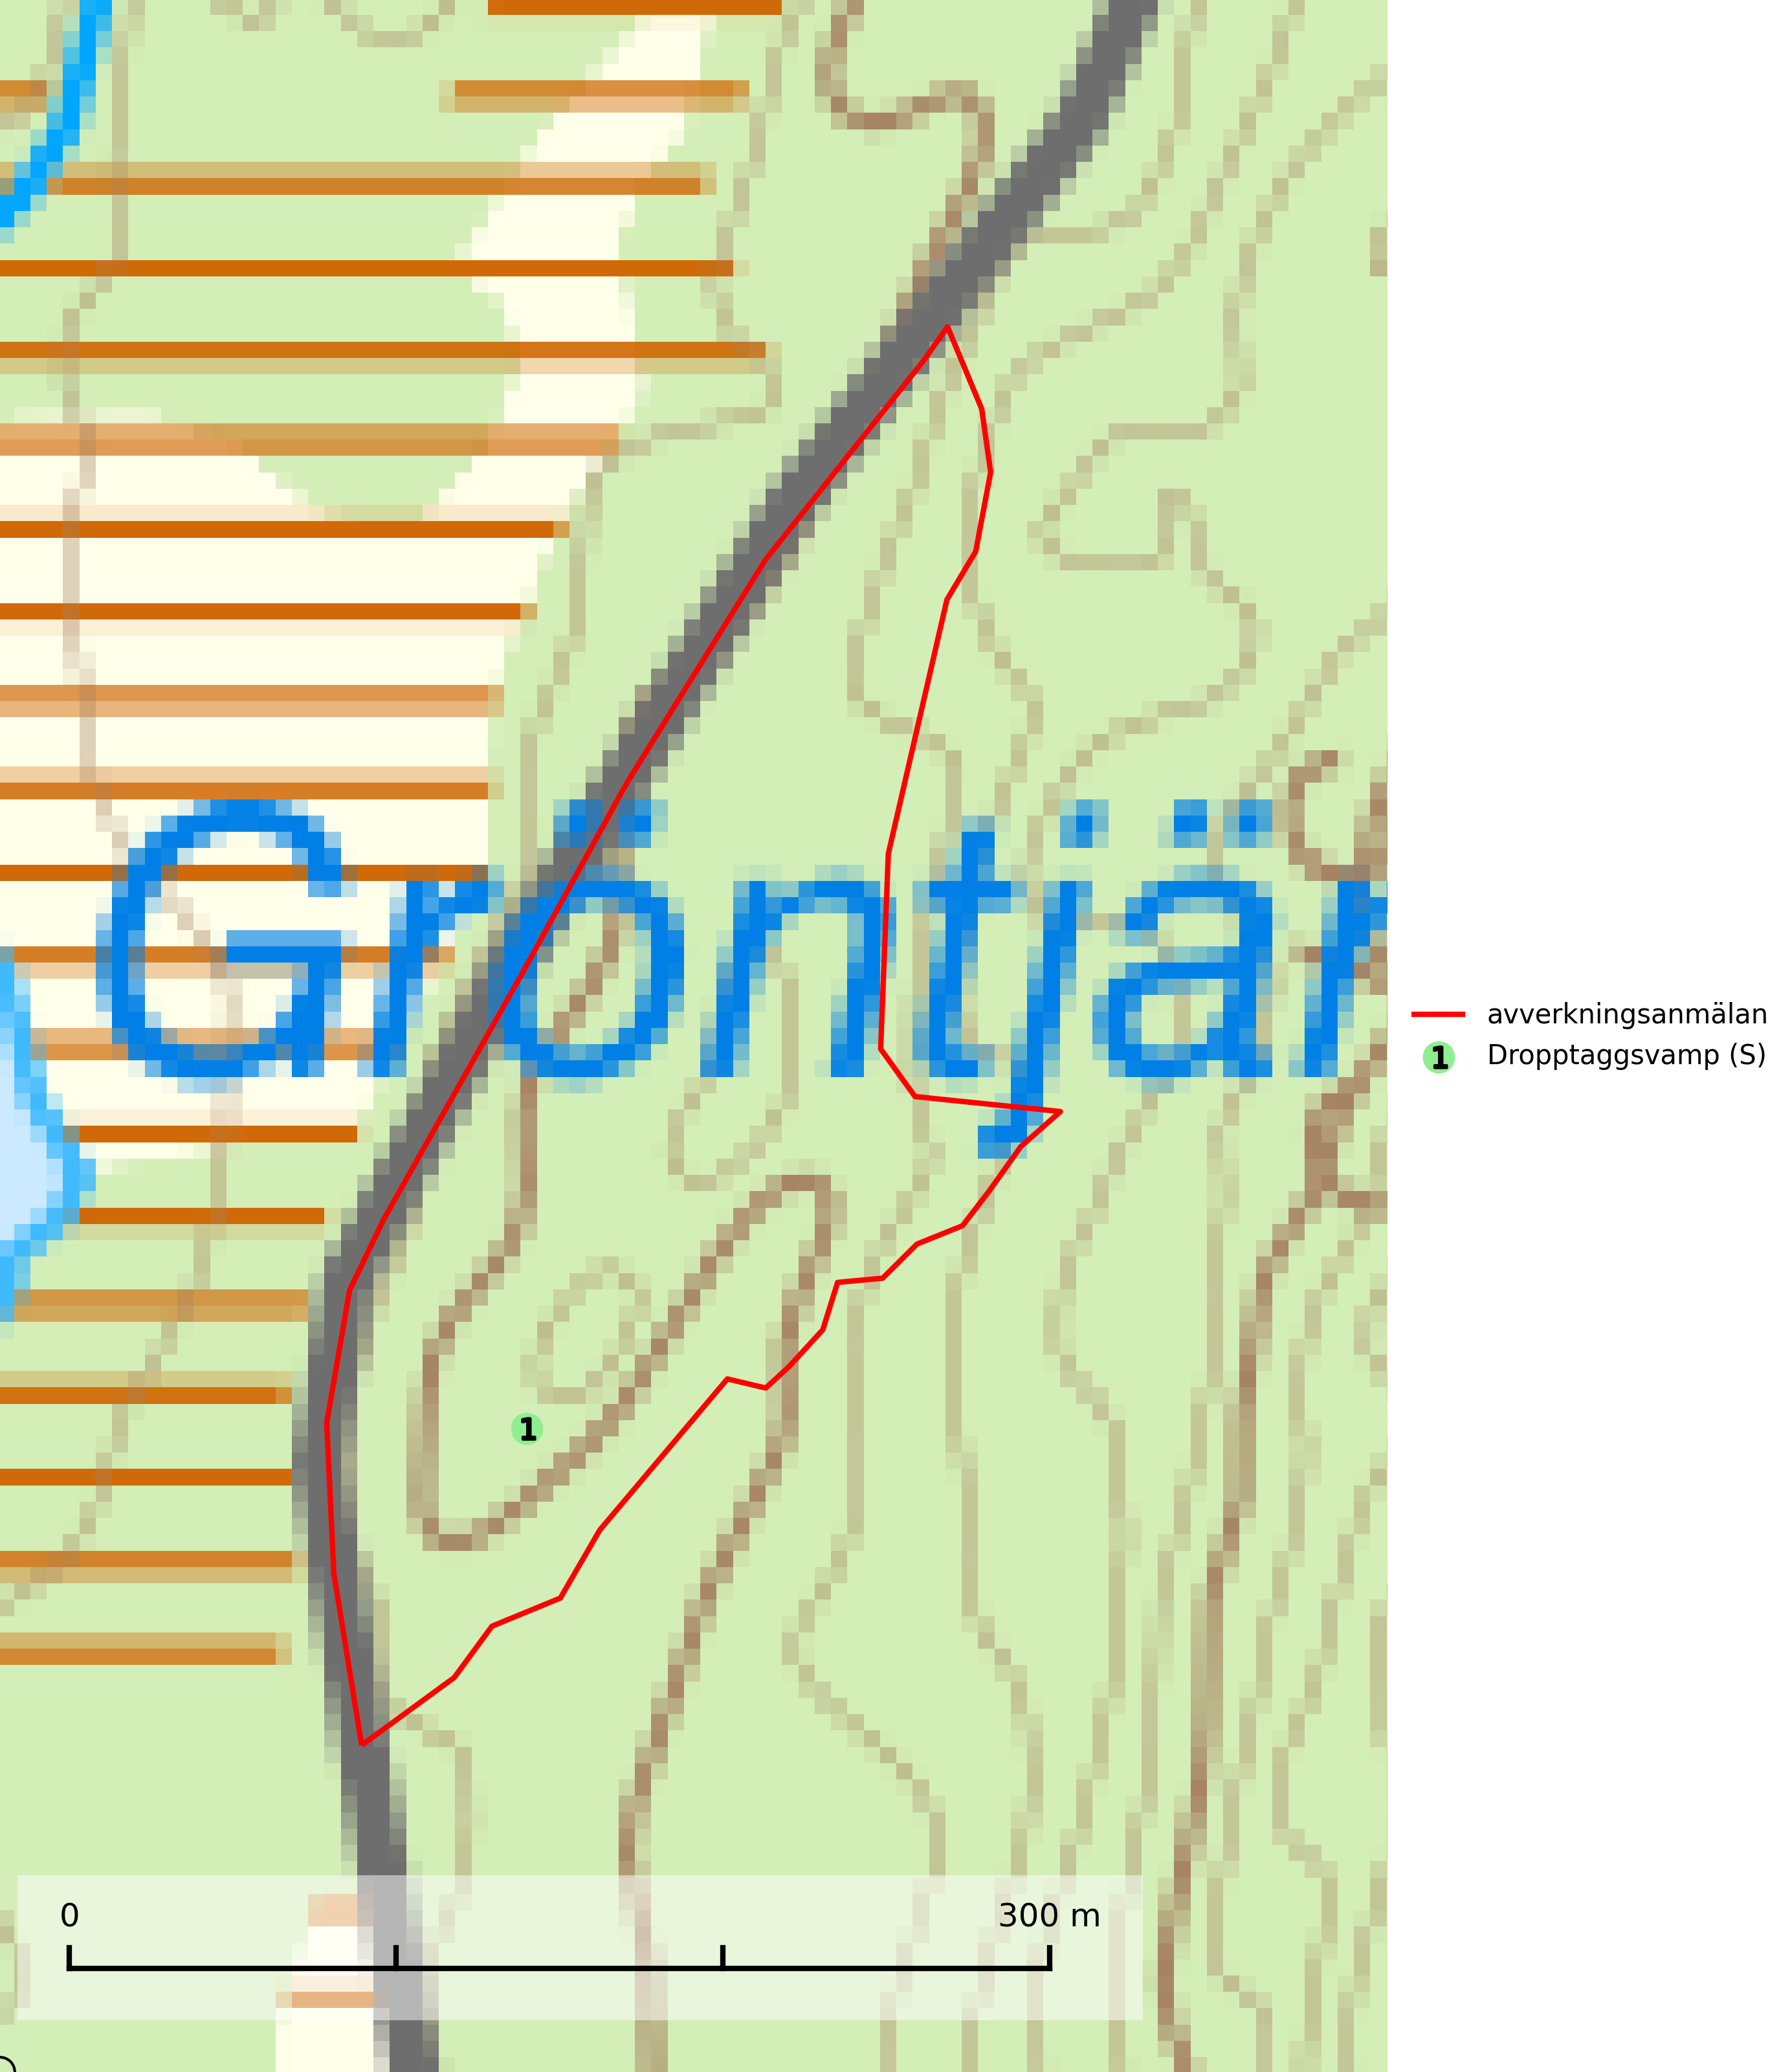 Gröntjär
avverkningsanmälan
1 Dropptaggsvamp (S)
1
0 300 m